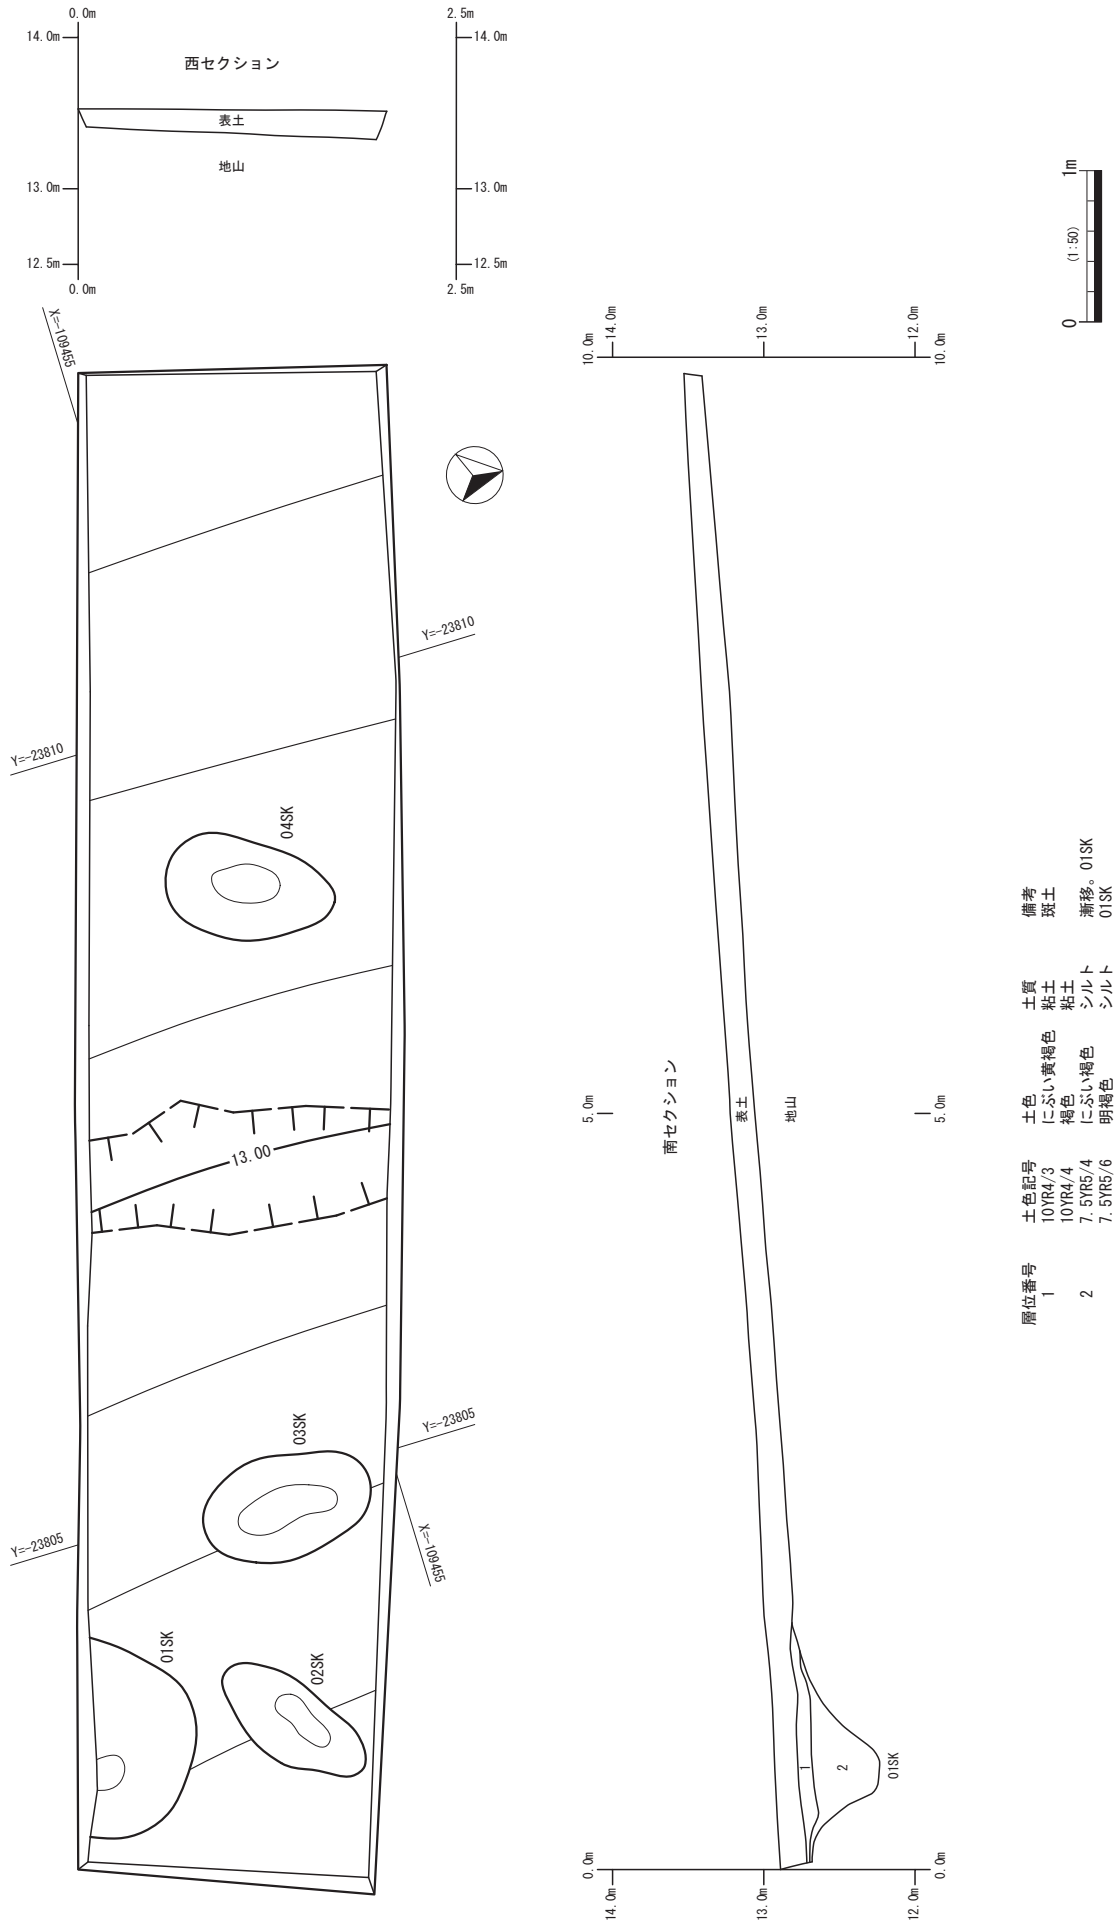 0.0m
2.5m
14.0m
14.0m
西セクション
表土
地山
13.0m
13.0m
12.5m
12.5m
0.0m
2.5m
X=-109455
Y=-23810
Y=-23810
04SK
13.00
03SK
Y=-23805
Y=-23805
X=-109455
01SK
02SK
10.0m
14.0m
13.0m
12.0m
10.0m
南セクション
5.0m
表土
地山
5.0m
1
2
01SK
0.0m
14.0m
13.0m
12.0m
0.0m
0
(1:50)
1m
層位番号 土色記号 土色 土質 備考
1 10YR4/3 にぶい黄褐色 粘土 斑土
10YR4/4 褐色 粘土
2 7.5YR5/4 にぶい褐色 シルト 漸移。01SK
7.5YR5/6 明褐色 シルト 01SK